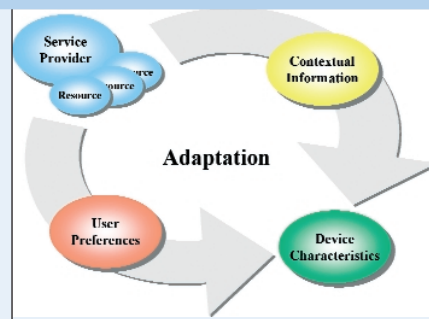 Service
Provider
Resource
Contextual
Information
Adaptation
User
Preferences
Device
Characteristics